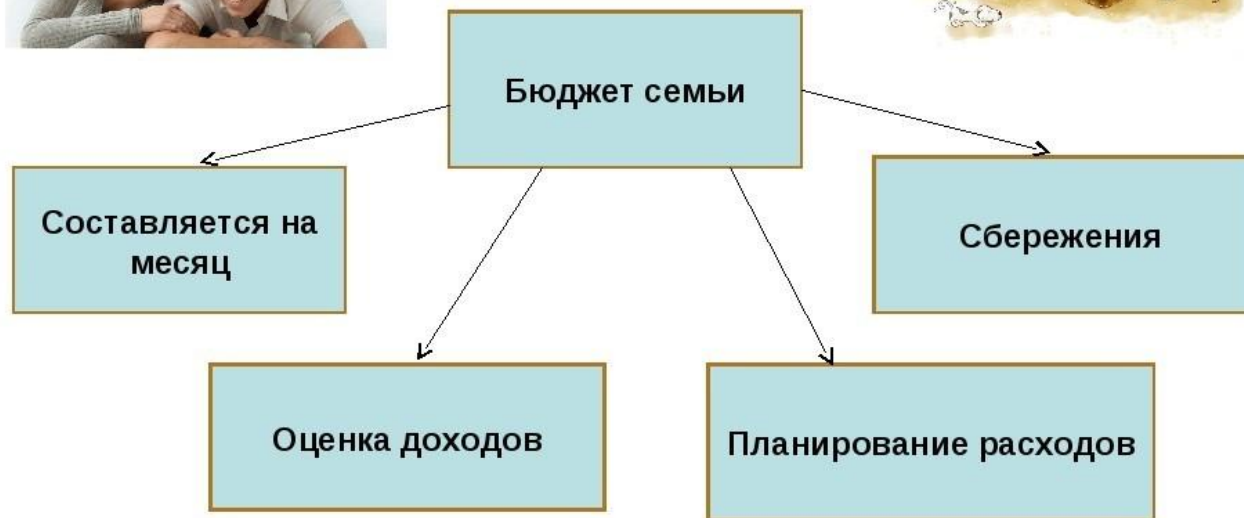 Бюджет семьи
Составляется на
месяц
Сбережения
Оценка доходов
Планирование расходов